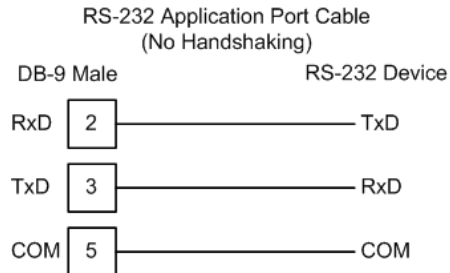 RS-232 Application Port Cable
(No Handshaking)
DB-9 Male RS-232 Device
RxD 2 TxD
TxD 3 RxD
COM 5 COM